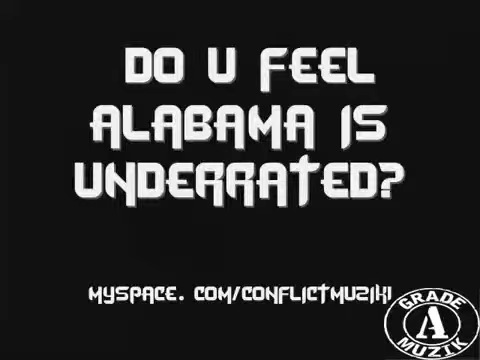 DO U FEEL
ALABAMA IS
UNDERRATED?
MYSPACE. COM/CONFLICTMUZIK1
GRADE
A
MUZIK